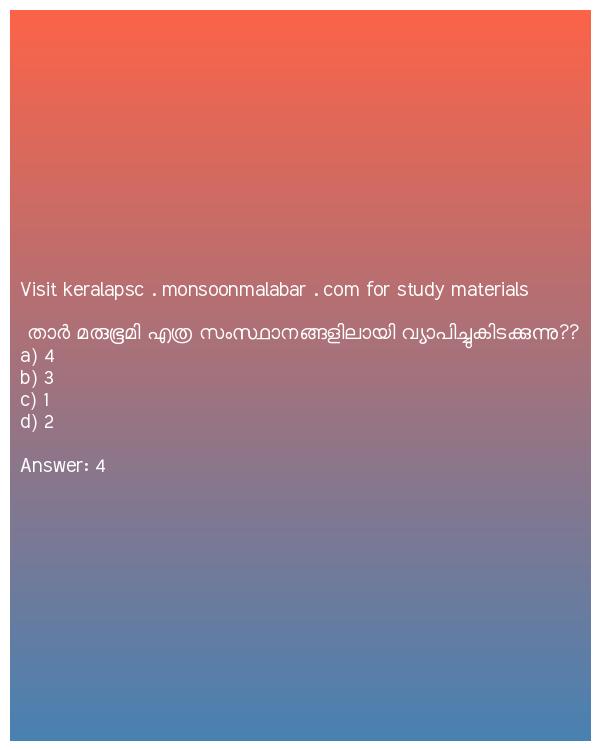 Visit keralapsc . monsoonmalabar . com for study materials
താർ മരുഭൂമി എത്ര സംസ്ഥാനങ്ങളിലായി വ്യാപിച്ചുകിടക്കുന്നു??
a) 4
b) 3
c) 1
d) 2
Answer: 4